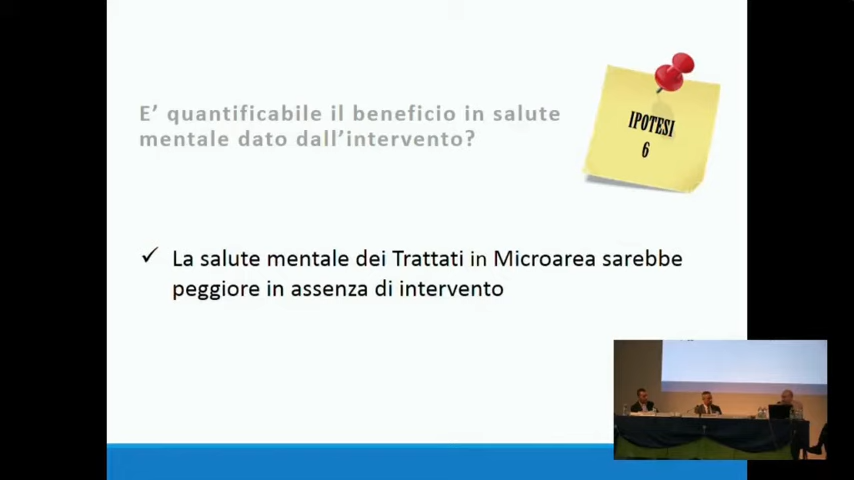 E' quantificabile il beneficio in salute
mentale dato dall'intervento?
IPOTESI
6
✓ La salute mentale dei Trattati in Microarea sarebbe
peggiore in assenza di intervento